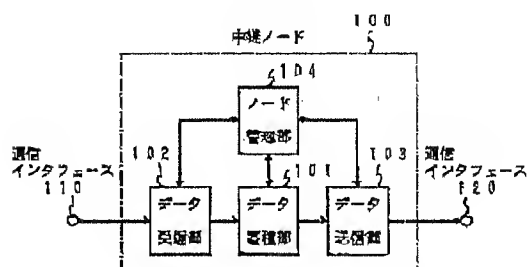 100
中継ノード
104
ノード
管理部
通信
インタフェース
110
102
データ
受信部
101
データ
蓄積部
103
データ
送信部
通信
インタフェース
120